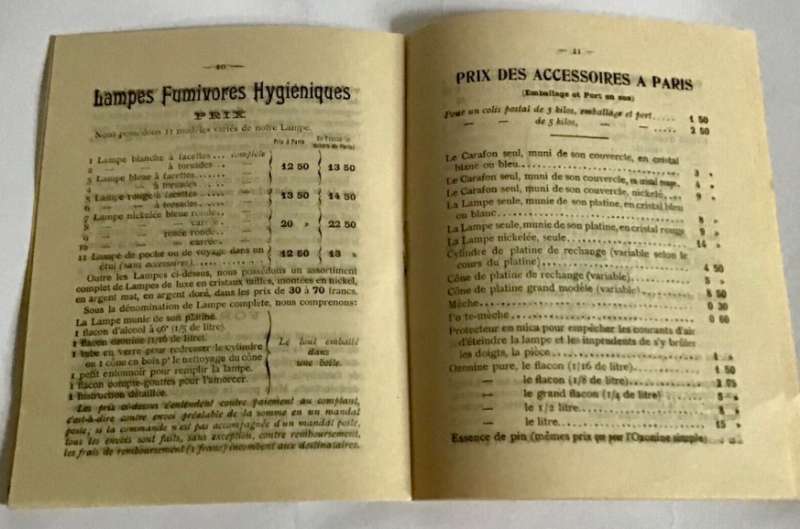 — 20 —
Lampes Fumivores Hygiéniques
PRIX
Nous possédons 11 modèles variés de notre Lampe.
Prix à Paris
1 Lampe blanche à facettes... complète
2 — à torsades... — 12 50 13 50
3 Lampe bleue à facettes...... —
4 — à torsades...... —
5 Lampe rouge à facettes..... — 13 50 14 50
6 — à torsades.... —
7 Lampe nickelée bleue ronde.. —
8 — — carrée —
9 — rosée ronde.. — 20 » 22 50
10 — — carrée.. —
11 Lampe de poche ou de voyage dans un
étui (sans accessoires). 12 50 13 »
Outre les Lampes ci-dessus, nous possédons un assortiment
complet de Lampes de luxe en cristaux taillés, montées en nickel,
en argent mat, en argent doré, dans les prix de 30 à 70 francs.
Sous la dénomination de Lampe complète, nous comprenons:
La Lampe munie de son platine.
1 flacon d'alcool à 96° (1/5 de litre).
1 flacon ozonine (1/16 de litre).
1 tube en verre pour redresser le cylindre
ou 1 cône en bois pr le nettoyage du cône
1 petit entonnoir pour remplir la lampe.
1 flacon compte-gouttes pour l'amorcer.
1 instruction détaillée.
Le tout emballé
dans
une boîte.
Les prix ci-dessus s'entendent contre paiement au comptant,
c'est-à-dire contre envoi préalable de la somme en un mandat
poste; si la commande n'est pas accompagnée d'un mandat poste,
tous les envois sont faits, sans exception, contre remboursement,
les frais de remboursement (1 franc) incombent aux destinataires.
— 21 —
PRIX DES ACCESSOIRES A PARIS
(Emballage et Port en sus)
Pour un colis postal de 3 kilos, emballage et port..... 1 50
— — de 5 kilos, — — ..... 2 50
Le Carafon seul, muni de son couvercle, en cristal
blanc ou bleu.......... 3 »
Le Carafon seul, muni de son couvercle, en cristal rouge. 4 »
Le Carafon seul, muni de son couvercle, nickelé.. 9 »
La Lampe seule, munie de son platine, en cristal bleu
ou blanc.......... 8 »
La Lampe seule, munie de son platine, en cristal rouge 9 »
La Lampe nickelée, seule.......... 14 »
Cylindre de platine de rechange (variable selon le
cours du platine).......... 4 50
Cône de platine de rechange (variable).......... 5 »
Cône de platine grand modèle (variable).......... 8 50
Mèche.......... 0 30
Porte-mèche.......... 0 60
Protecteur en mica pour empêcher les courants d'air
d'éteindre la lampe et les imprudents de s'y brûler
les doigts, la pièce.......... 1 »
Ozonine pure, le flacon (1/16 de litre).......... 1 50
— le flacon (1/8 de litre)..........
— le grand flacon (1/4 de litre).......... 5 »
— le 1/2 litre.......... 8 »
— le litre.......... 15 »
Essence de pin (mêmes prix que pour l'Ozonine simple)